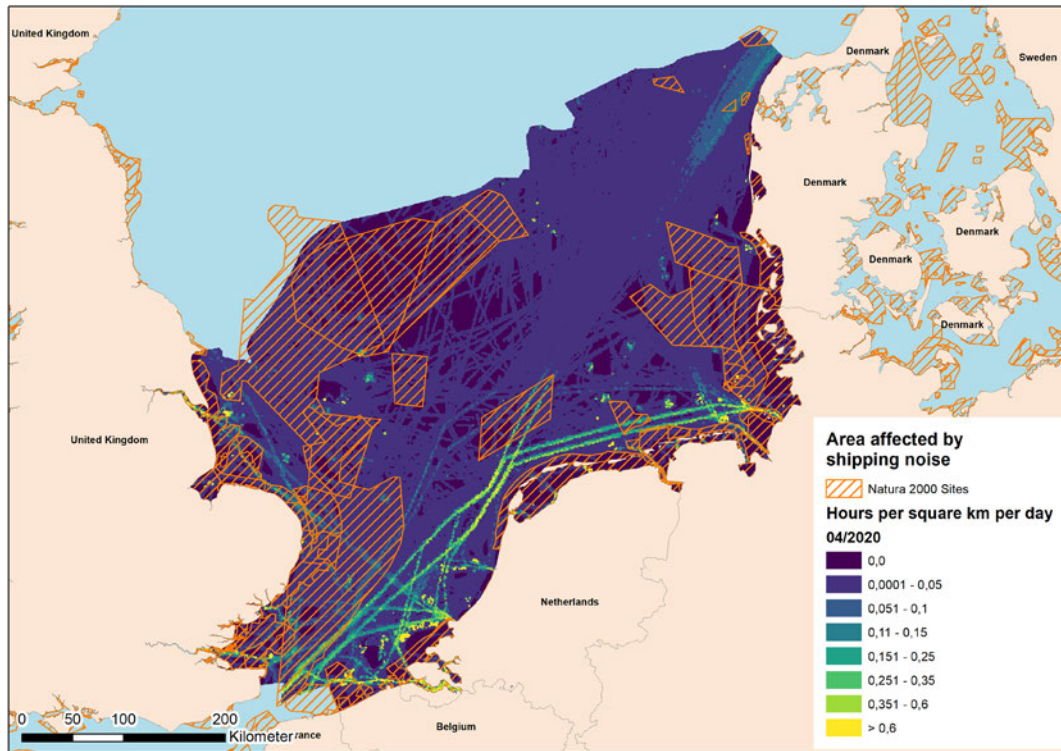 United Kingdom
Denmark
Sweden
Denmark
Denmark
Denmark
Denmark
United Kingdom
Netherlands
Belgium
rance
0 50 100 200
Kilometer
Area affected by
shipping noise
Natura 2000 Sites
Hours per square km per day
04/2020
0,0
0,0001 - 0,05
0,051 - 0,1
0,11 - 0,15
0,151 - 0,25
0,251 - 0,35
0,351 - 0,6
> 0,6